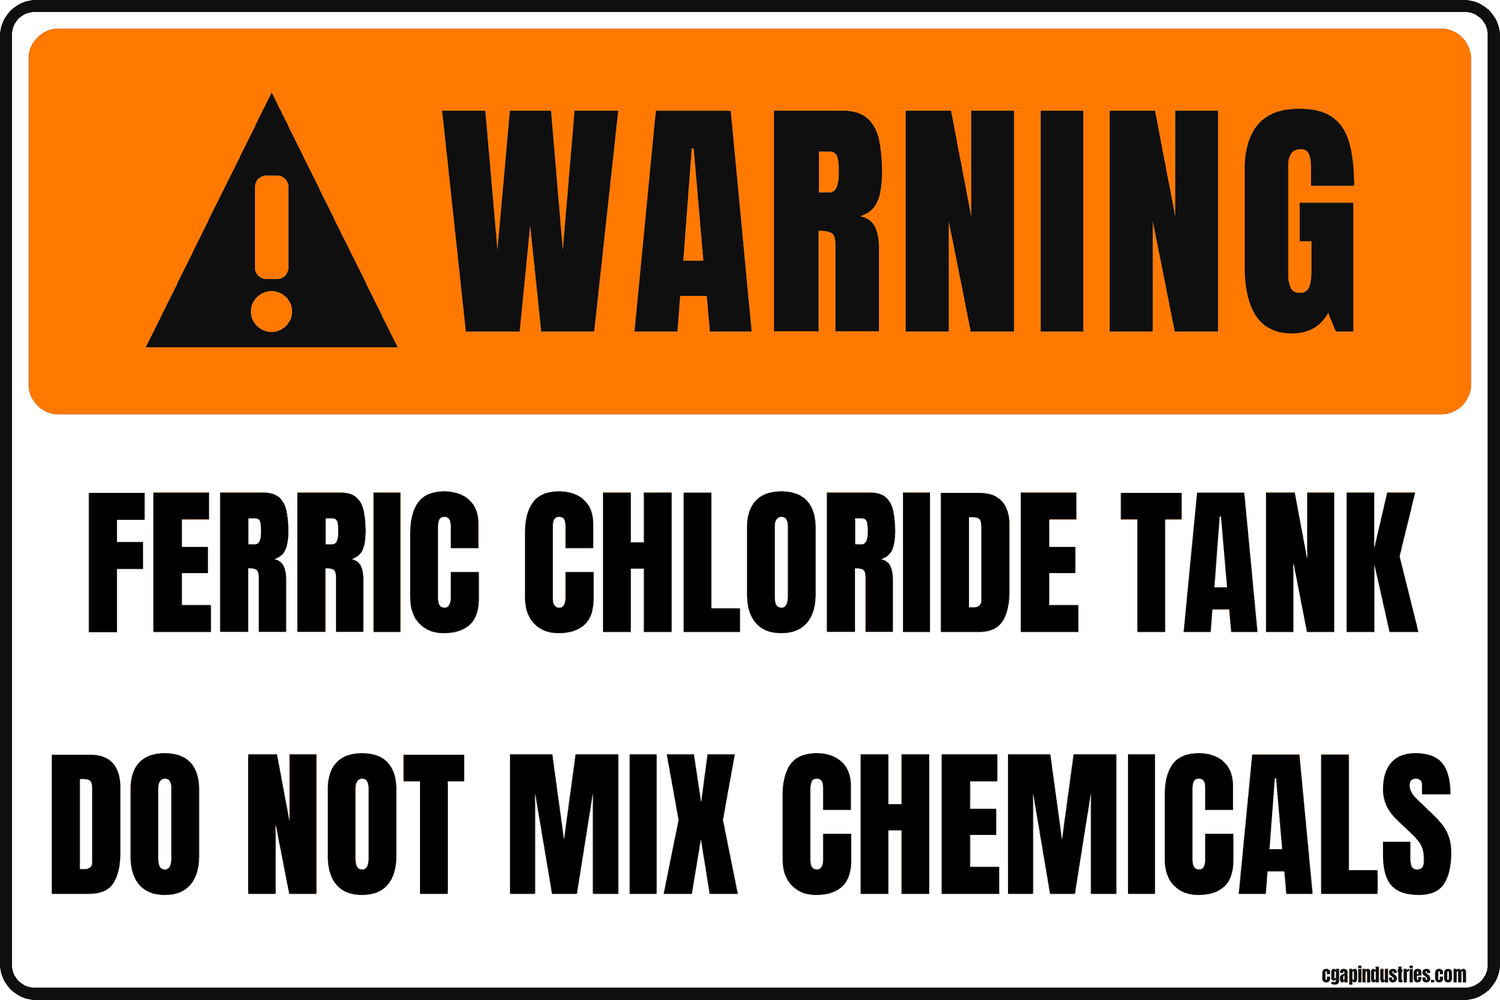 WARNING
FERRIC CHLORIDE TANK
DO NOT MIX CHEMICALS
cgapindustries.com